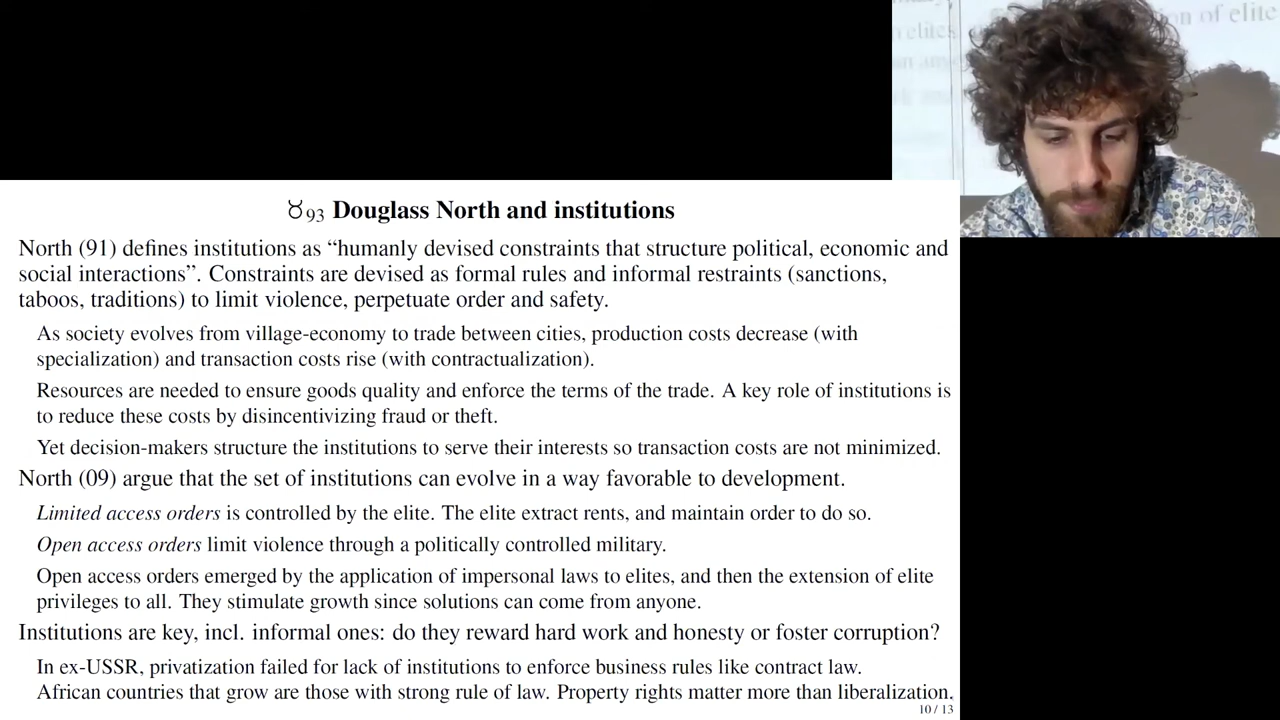 on of elite
relites
♉93 Douglass North and institutions
North (91) defines institutions as “humanly devised constraints that structure political, economic and
social interactions”. Constraints are devised as formal rules and informal restraints (sanctions,
taboos, traditions) to limit violence, perpetuate order and safety.
As society evolves from village-economy to trade between cities, production costs decrease (with
specialization) and transaction costs rise (with contractualization).
Resources are needed to ensure goods quality and enforce the terms of the trade. A key role of institutions is
to reduce these costs by disincentivizing fraud or theft.
Yet decision-makers structure the institutions to serve their interests so transaction costs are not minimized.
North (09) argue that the set of institutions can evolve in a way favorable to development.
Limited access orders is controlled by the elite. The elite extract rents, and maintain order to do so.
Open access orders limit violence through a politically controlled military.
Open access orders emerged by the application of impersonal laws to elites, and then the extension of elite
privileges to all. They stimulate growth since solutions can come from anyone.
Institutions are key, incl. informal ones: do they reward hard work and honesty or foster corruption?
In ex-USSR, privatization failed for lack of institutions to enforce business rules like contract law.
African countries that grow are those with strong rule of law. Property rights matter more than liberalization.
10 / 13